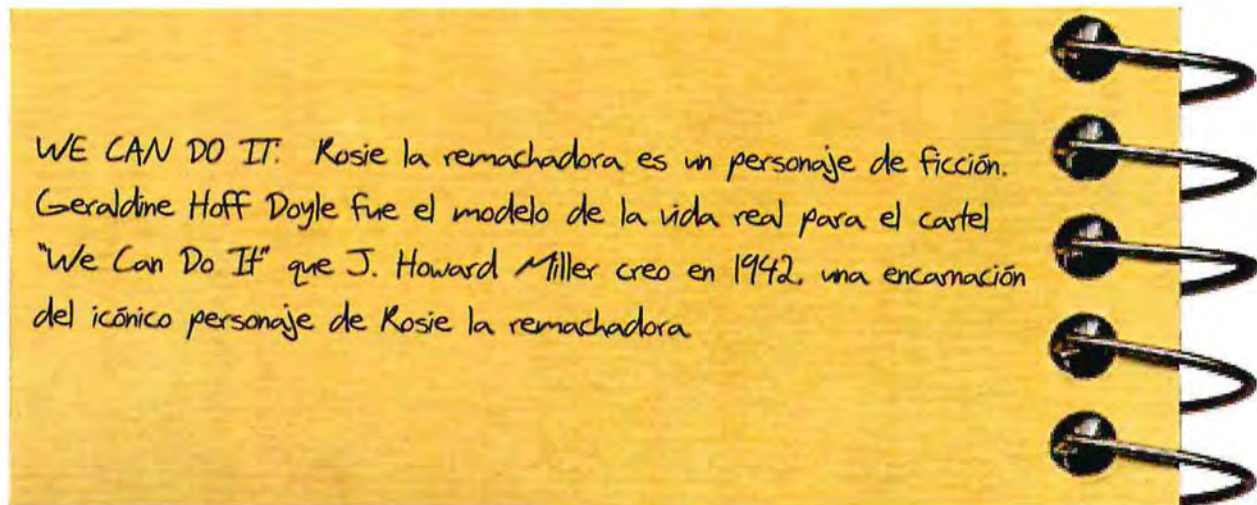 WE CAN DO IT: Rosie la remachadora es un personaje de ficción.
Geraldine Hoff Doyle fue el modelo de la vida real para el cartel
"We Can Do It" que J. Howard Miller creo en 1942, una encarnación
del icónico personaje de Rosie la remachadora